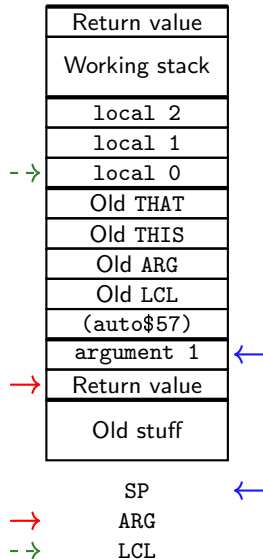 Return value
Working stack
local 2
local 1
local 0
Old THAT
Old THIS
Old ARG
Old LCL
(auto$57)
argument 1
Return value
Old stuff
SP
ARG
LCL